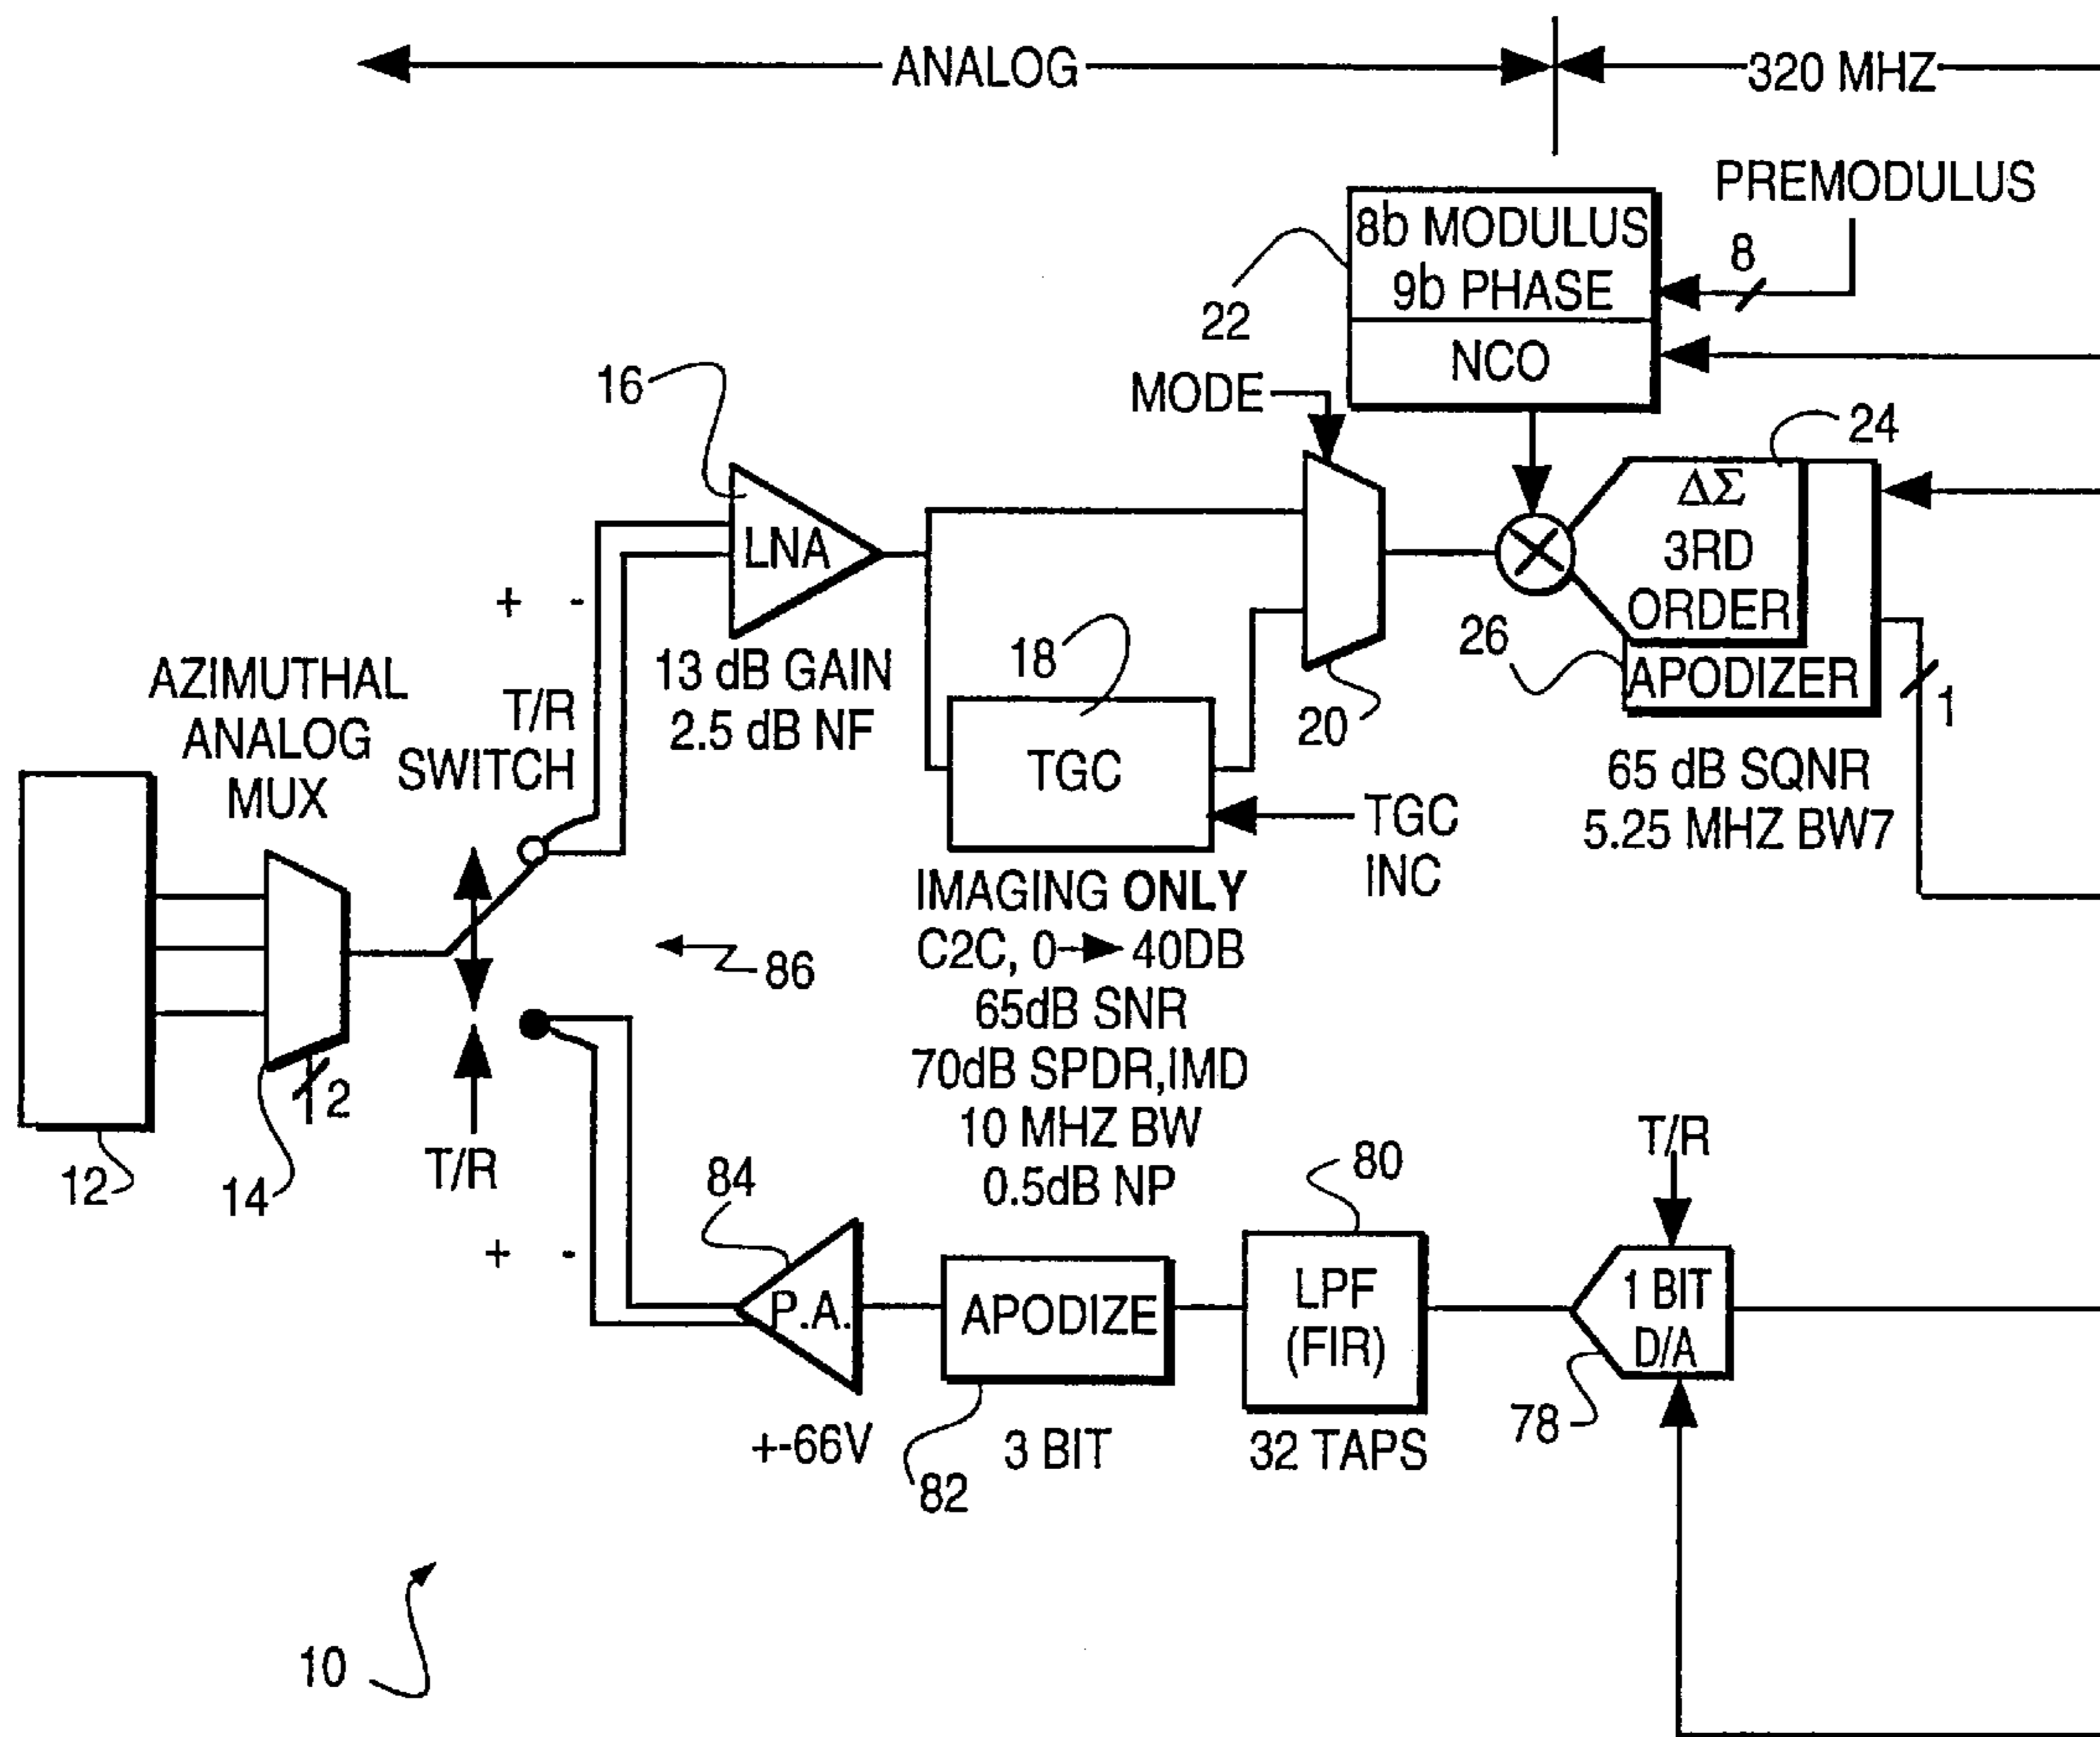 ANALOG
320 MHZ
PREMODULUS
8b MODULUS
9b PHASE
8
22
NCO
MODE
16
24
LNA
ΔΣ
3RD
ORDER
+ -
26
APODIZER
18
13 dB GAIN
2.5 dB NF
20
1
AZIMUTHAL
ANALOG
MUX
T/R
SWITCH
TGC
65 dB SQNR
5.25 MHZ BW7
TGC
INC
IMAGING ONLY
C2C, 0 40DB
65dB SNR
70dB SPDR,IMD
10 MHZ BW
0.5dB NP
86
2
12
14
T/R
84
80
T/R
+ -
P.A.
APODIZE
LPF
(FIR)
1 BIT
D/A
+-66V
82
3 BIT
32 TAPS
78
10